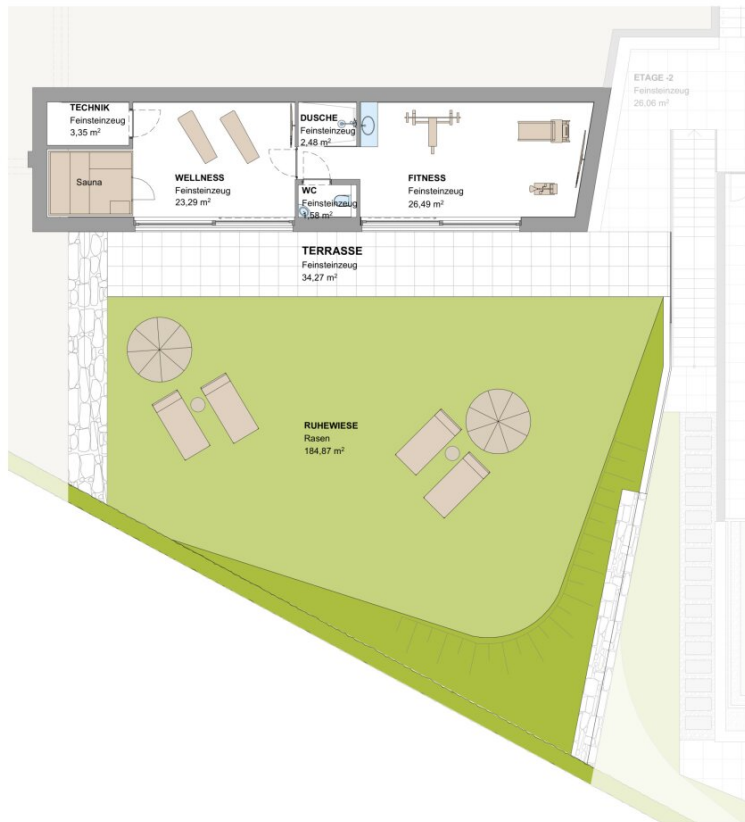 ETAGE -2
Feinsteinzeug
26,06 m²
TECHNIK
Feinsteinzeug
3,35 m²
DUSCHE
Feinsteinzeug
2,48 m²
Sauna
WELLNESS
Feinsteinzeug
23,29 m²
WC
Feinsteinzeug
1,58 m²
FITNESS
Feinsteinzeug
26,49 m²
TERRASSE
Feinsteinzeug
34,27 m²
RUHEWIESE
Rasen
184,87 m²